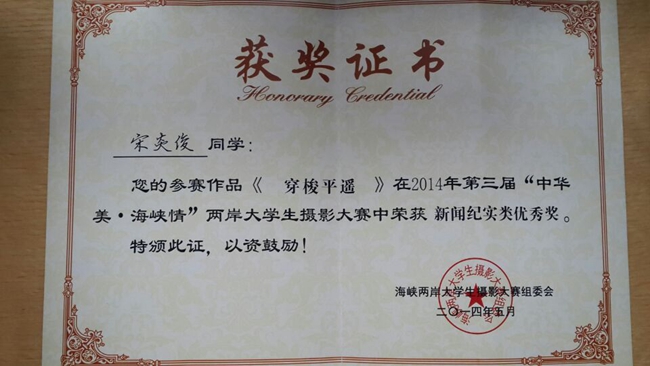 获奖证书
Honorary Credential
宋炎俊 同学：
您的参赛作品《 穿梭平遥 》在2014年第三届“中华
美·海峡情”两岸大学生摄影大赛中荣获 新闻纪实类优秀奖。
特颁此证，以资鼓励！
海峡两岸大学生摄影大赛组委会
二〇一四年五月